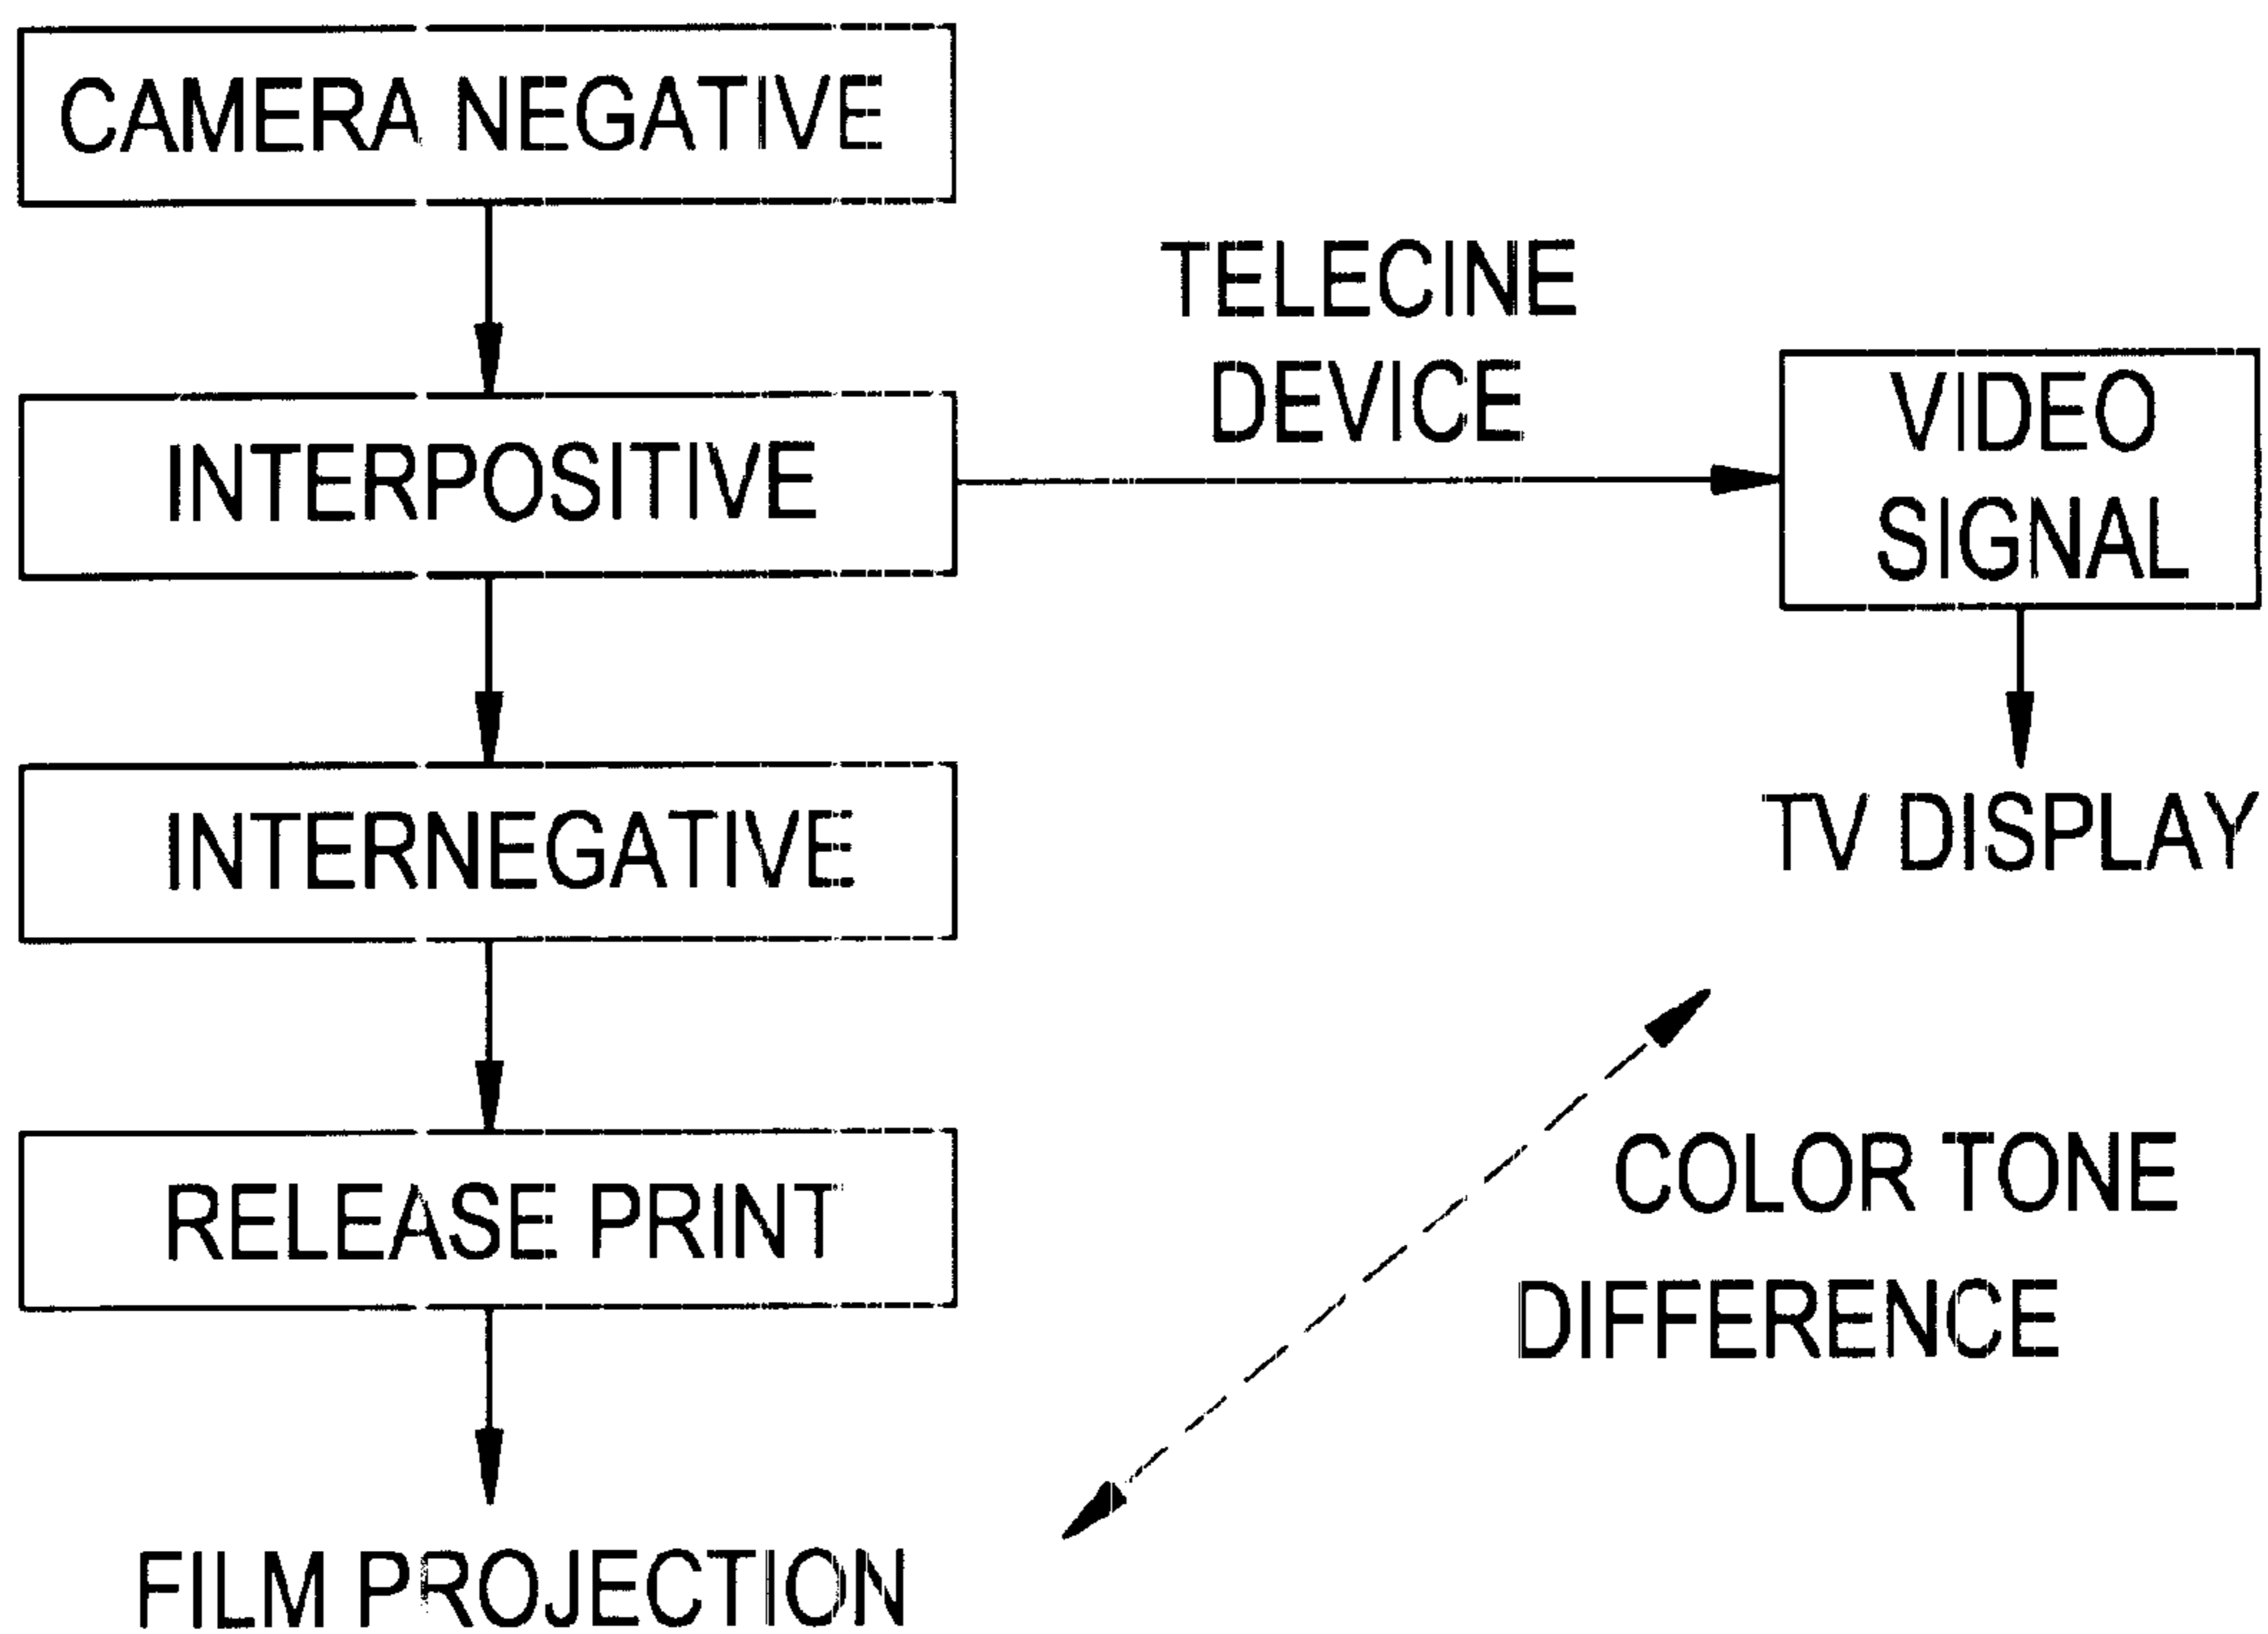 CAMERA NEGATIVE
TELECINE
DEVICE
INTERPOSITIVE
VIDEO
SIGNAL
INTERNEGATIVE
TV DISPLAY
RELEASE PRINT
COLOR TONE
DIFFERENCE
FILM PROJECTION